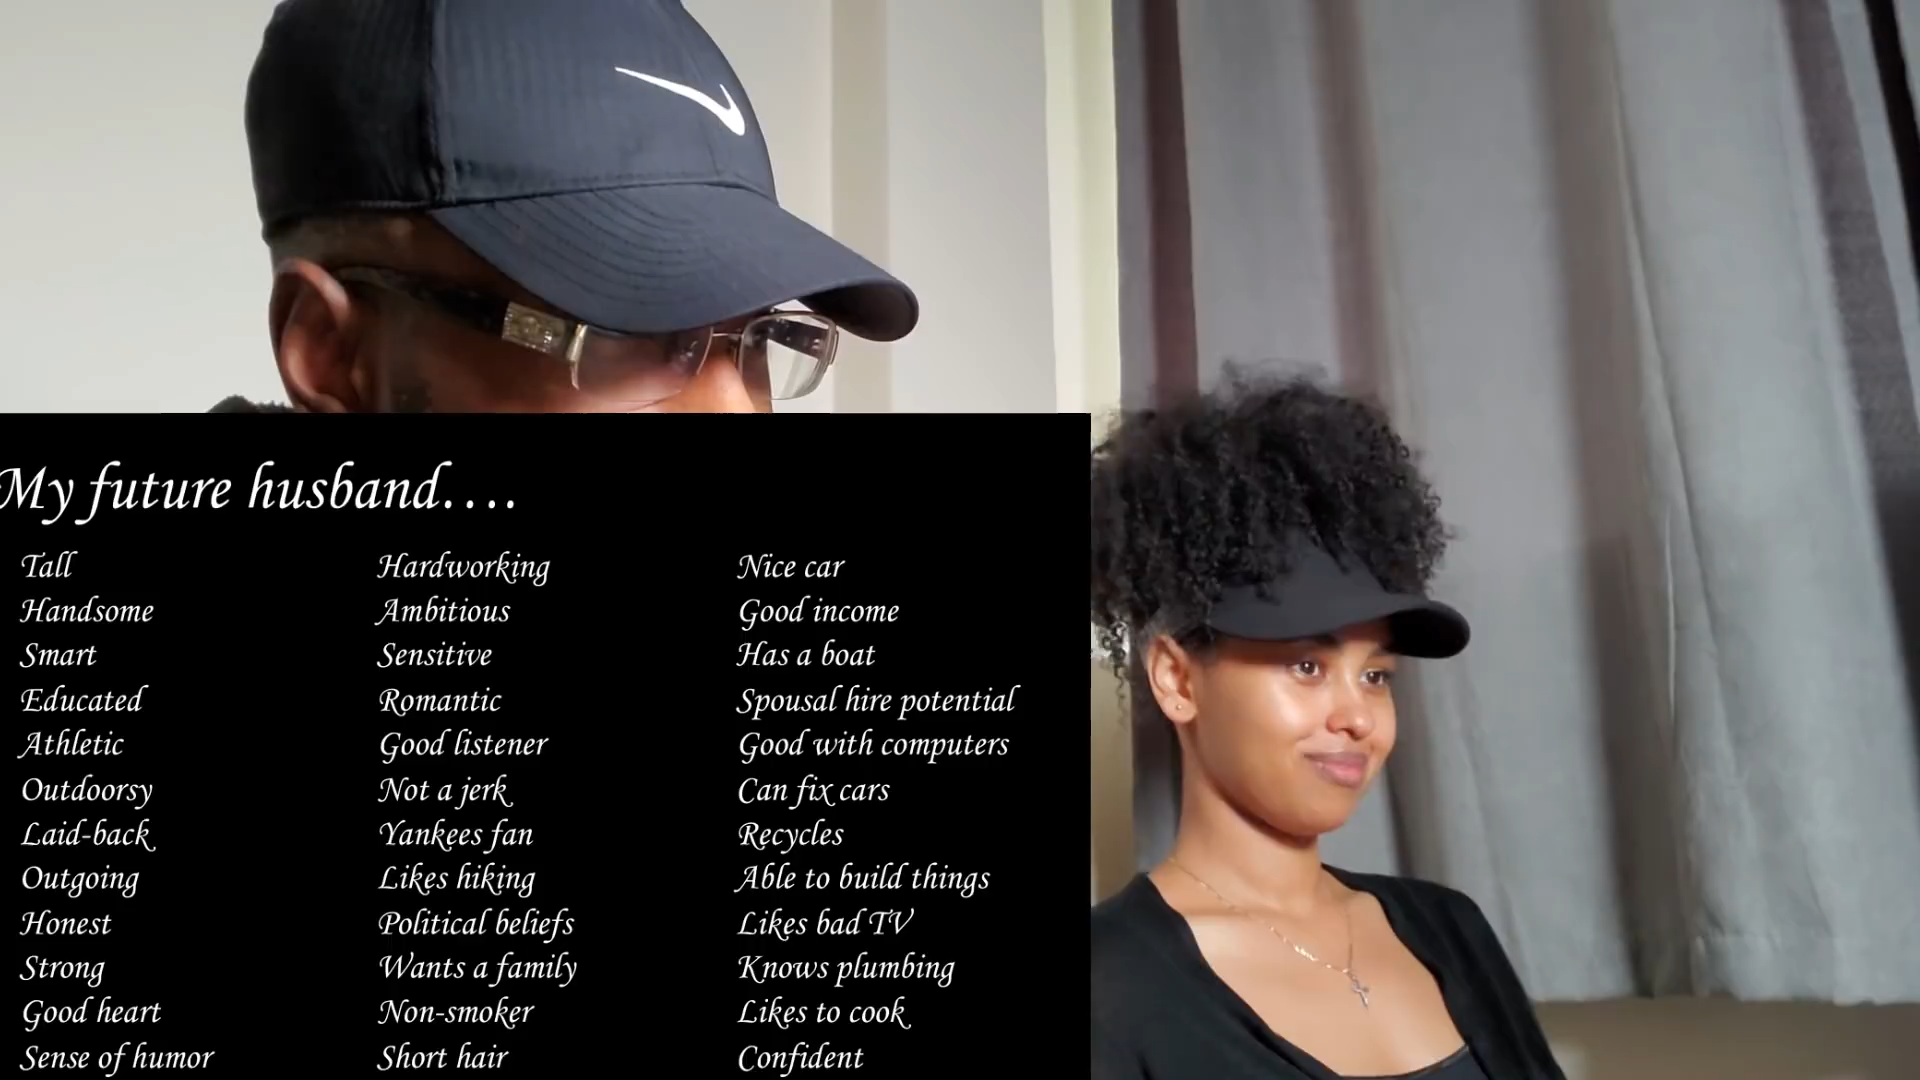 My future husband....
Tall
Handsome
Smart
Educated
Athletic
Outdoorsy
Laid-back
Outgoing
Honest
Strong
Good heart
Sense of humor
Hardworking
Ambitious
Sensitive
Romantic
Good listener
Not a jerk
Yankees fan
Likes hiking
Political beliefs
Wants a family
Non-smoker
Short hair
Nice car
Good income
Has a boat
Spousal hire potential
Good with computers
Can fix cars
Recycles
Able to build things
Likes bad TV
Knows plumbing
Likes to cook
Confident